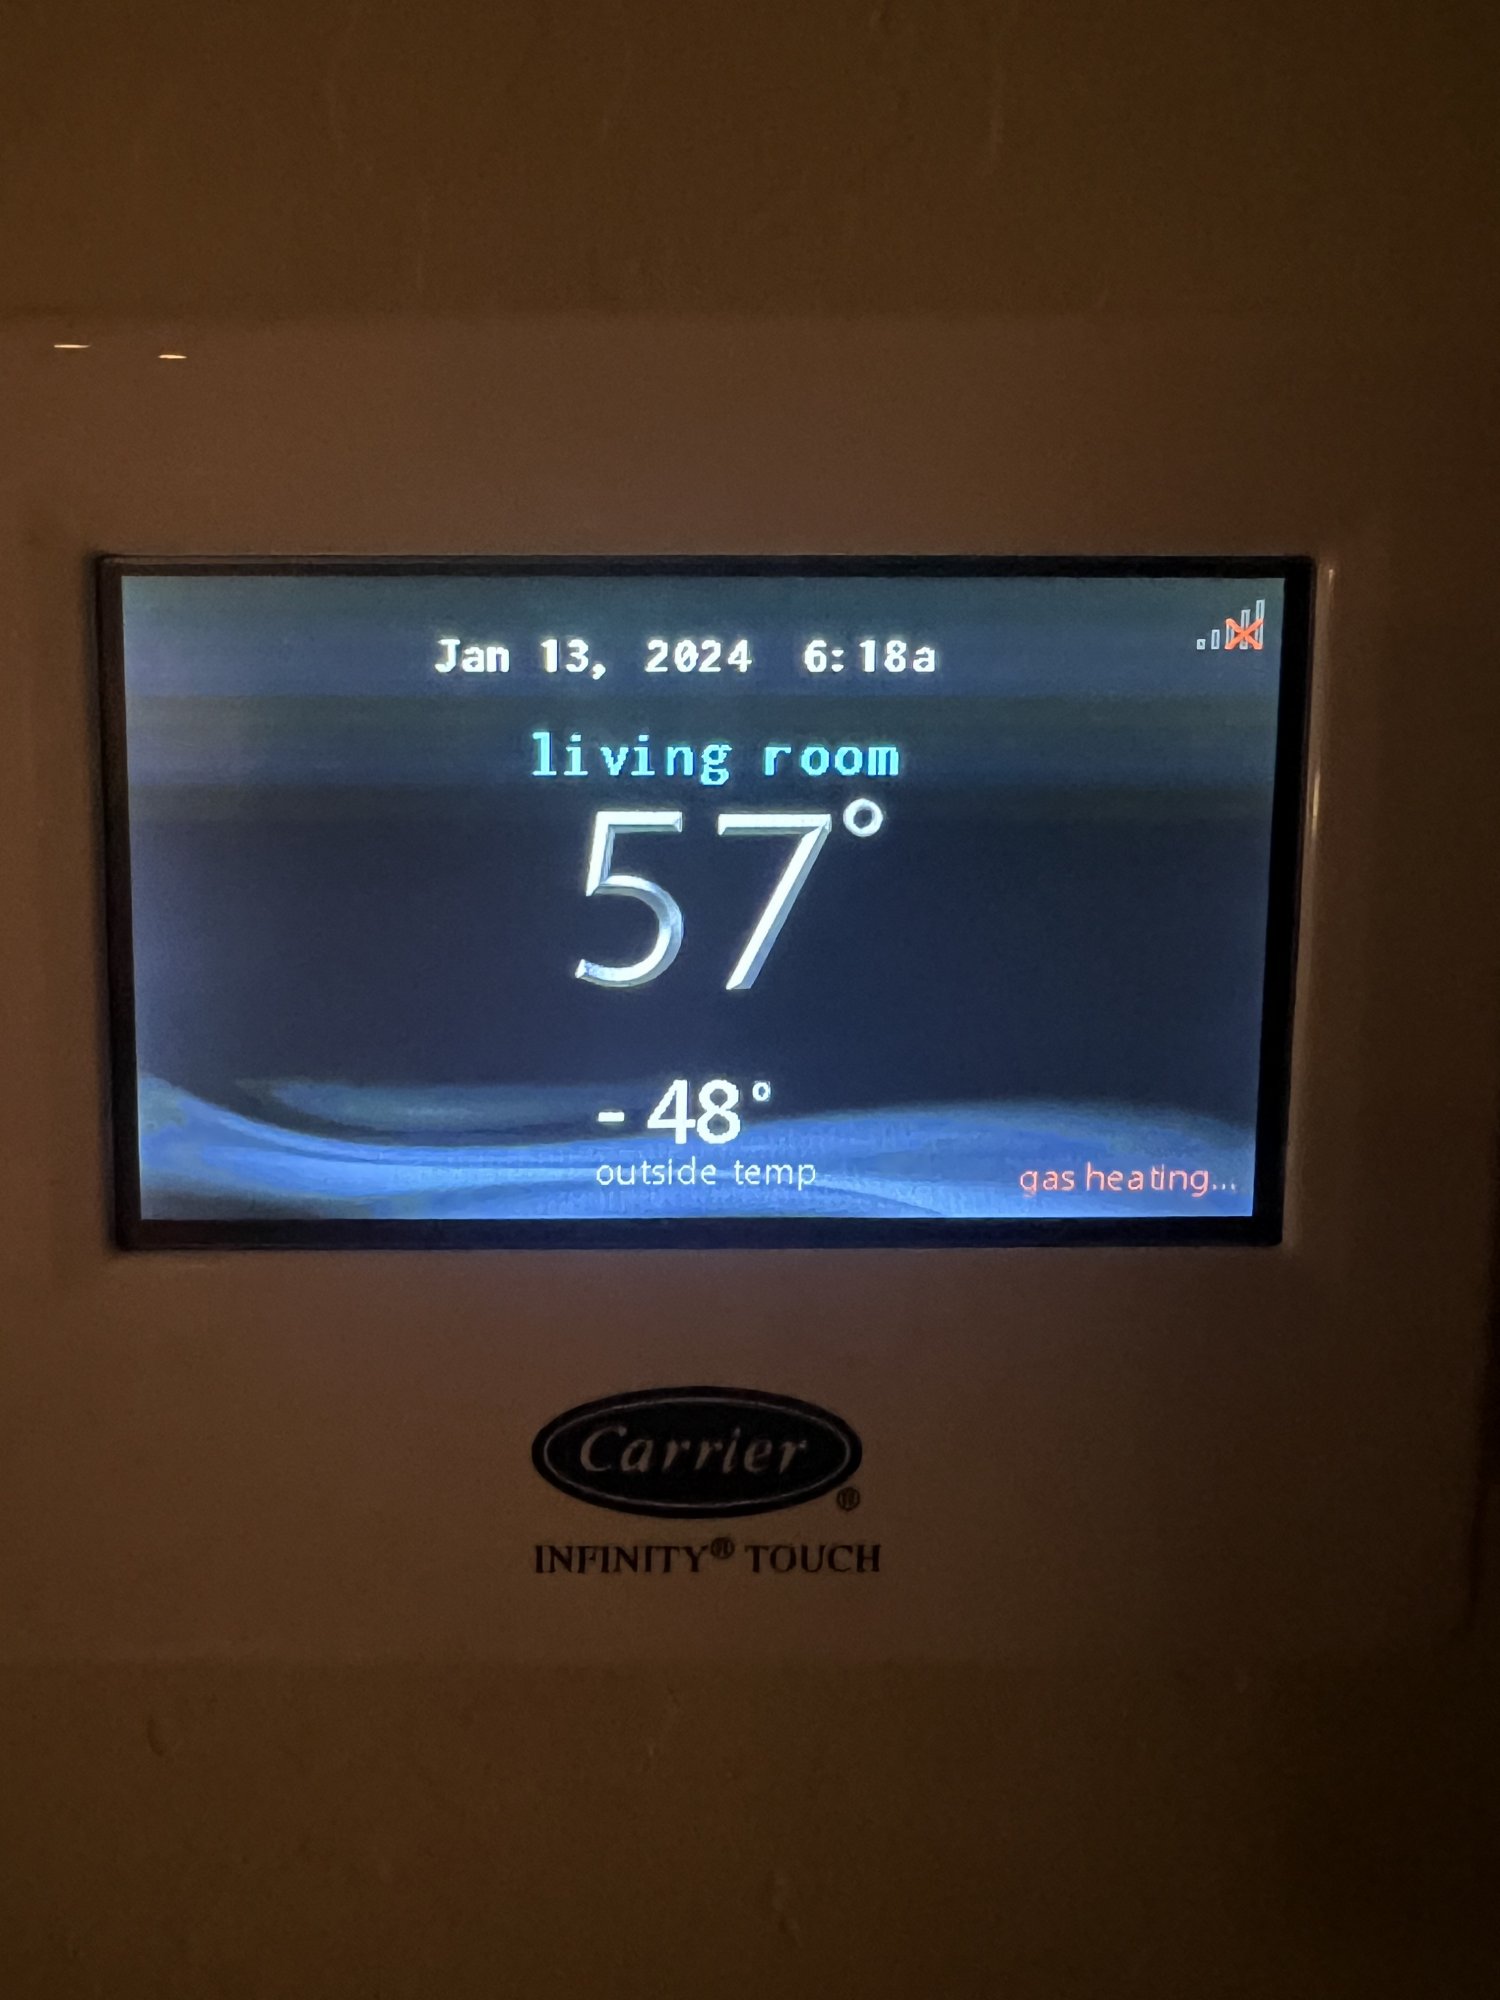 Jan 13, 2024 6:18a
living room
57°
-48°
outside temp
gas heating...
Carrier
®
INFINITY® TOUCH